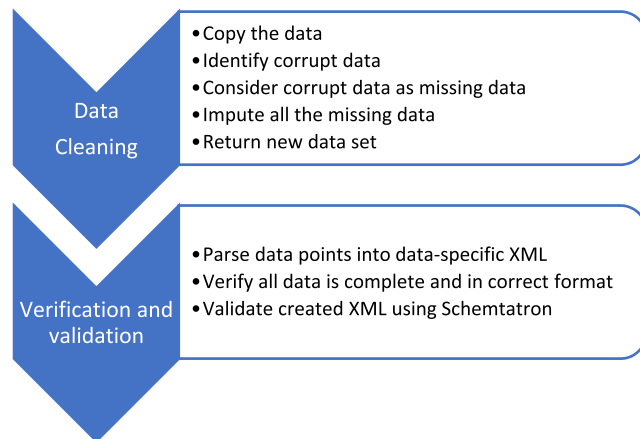 Data
Cleaning
•Copy the data
•Identify corrupt data
•Consider corrupt data as missing data
•Impute all the missing data
•Return new data set
Verification and
validation
•Parse data points into data-specific XML
•Verify all data is complete and in correct format
•Validate created XML using Schemtatron